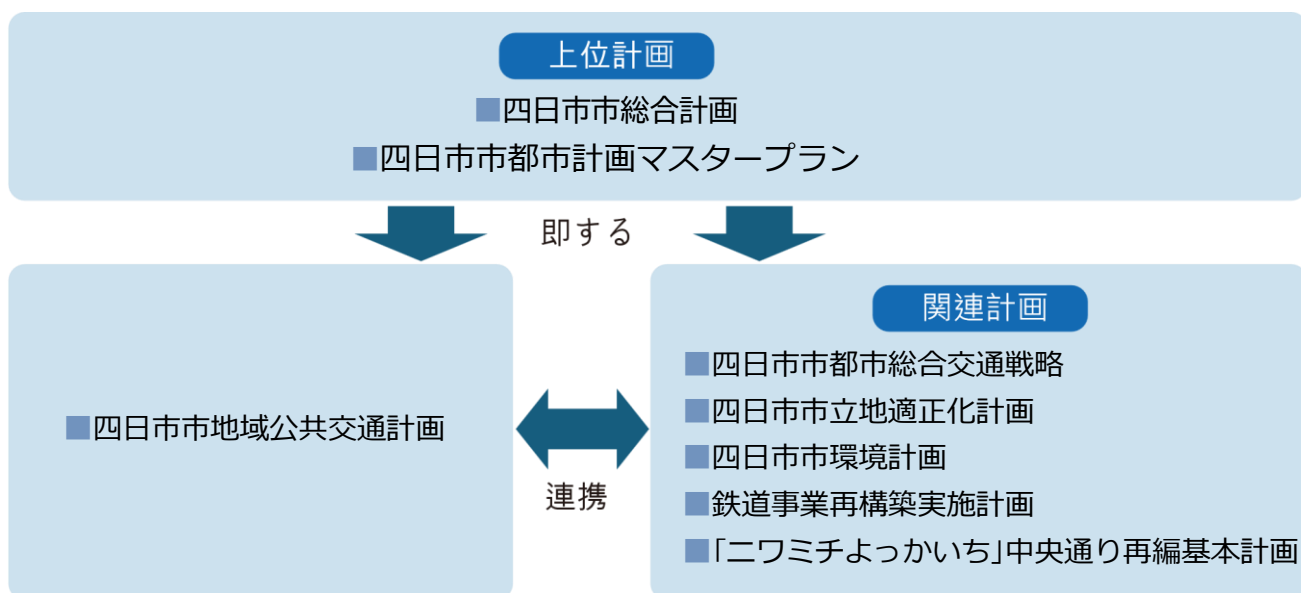 上位計画
■四日市市総合計画
■四日市市都市計画マスタープラン
即する
■四日市市地域公共交通計画
連携
関連計画
■四日市市都市総合交通戦略
■四日市市立地適正化計画
■四日市市環境計画
■鉄道事業再構築実施計画
■「ニワミチよっかいち」中央通り再編基本計画